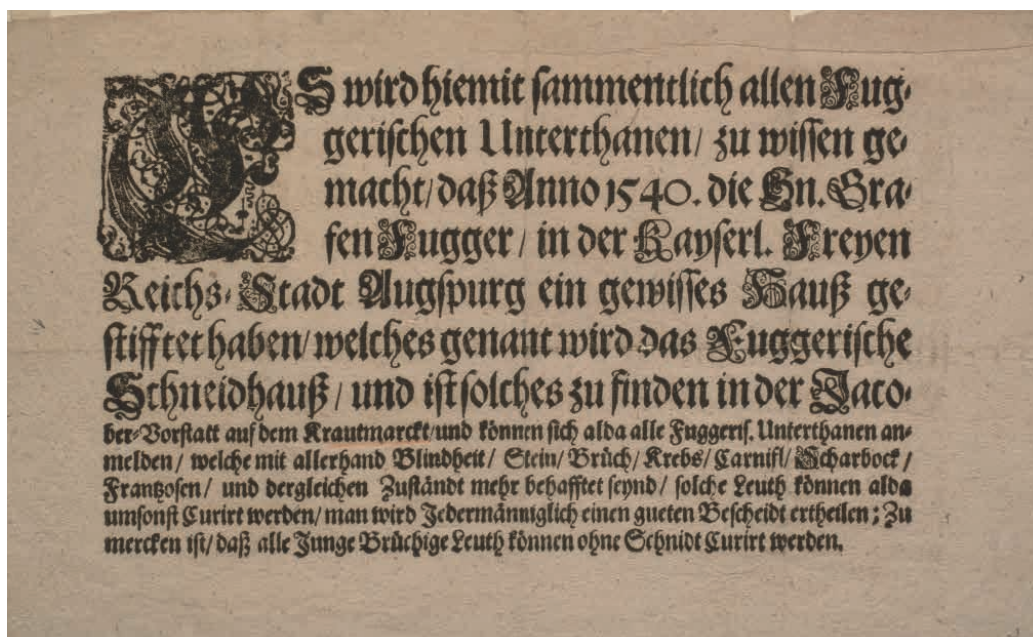 ES wird hiemit sammentlich allen Fug-
gerischen Unterthanen/ zu wissen ge-
macht/ daß Anno 1540. die Hn. Gra-
fen Fugger/ in der Kayserl. Freyen
Reichs-Stadt Augspurg ein gewisses Hauß ge-
stifftet haben/ welches genant wird das Fuggerische
Schneidhauß/ und ist solches zu finden in der Jaco-
ber-Vorstatt auf dem Krautmarckt/ und können sich alda alle Fuggeris. Unterthanen an-
melden/ welche mit allerhand Blindheit/ Stein/ Brüch/ Krebs/ Carnifl/ Scharbock/
Frantzosen/ und dergleichen Zuständt mehr behafftet seynd/ solche Leuth können alda
umsonst Curirt werden/ man wird Jedermänniglich einen gueten Bescheidt ertheilen; Zu
mercken ist/ daß alle Junge Brüchige Leuth können ohne Schnidt Curirt werden.